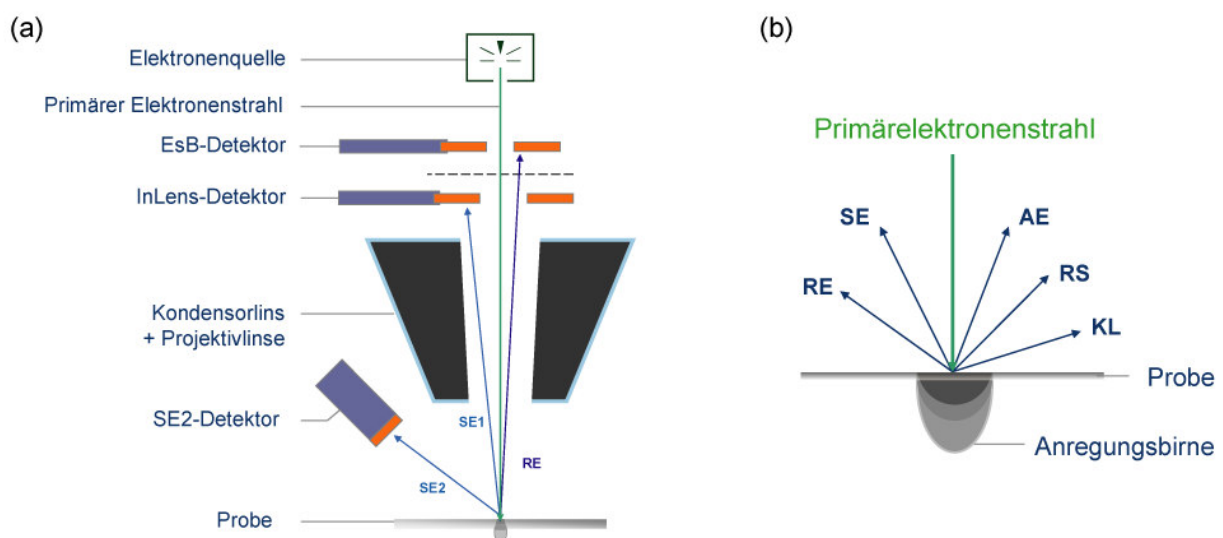 (a)
Elektronenquelle
Primärer Elektronenstrahl
EsB-Detektor
InLens-Detektor
Kondensorlins
+ Projektivlinse
SE2-Detektor
SE1
RE
SE2
Probe
(b)
Primärelektronenstrahl
SE
AE
RE
RS
KL
Probe
Anregungsbirne